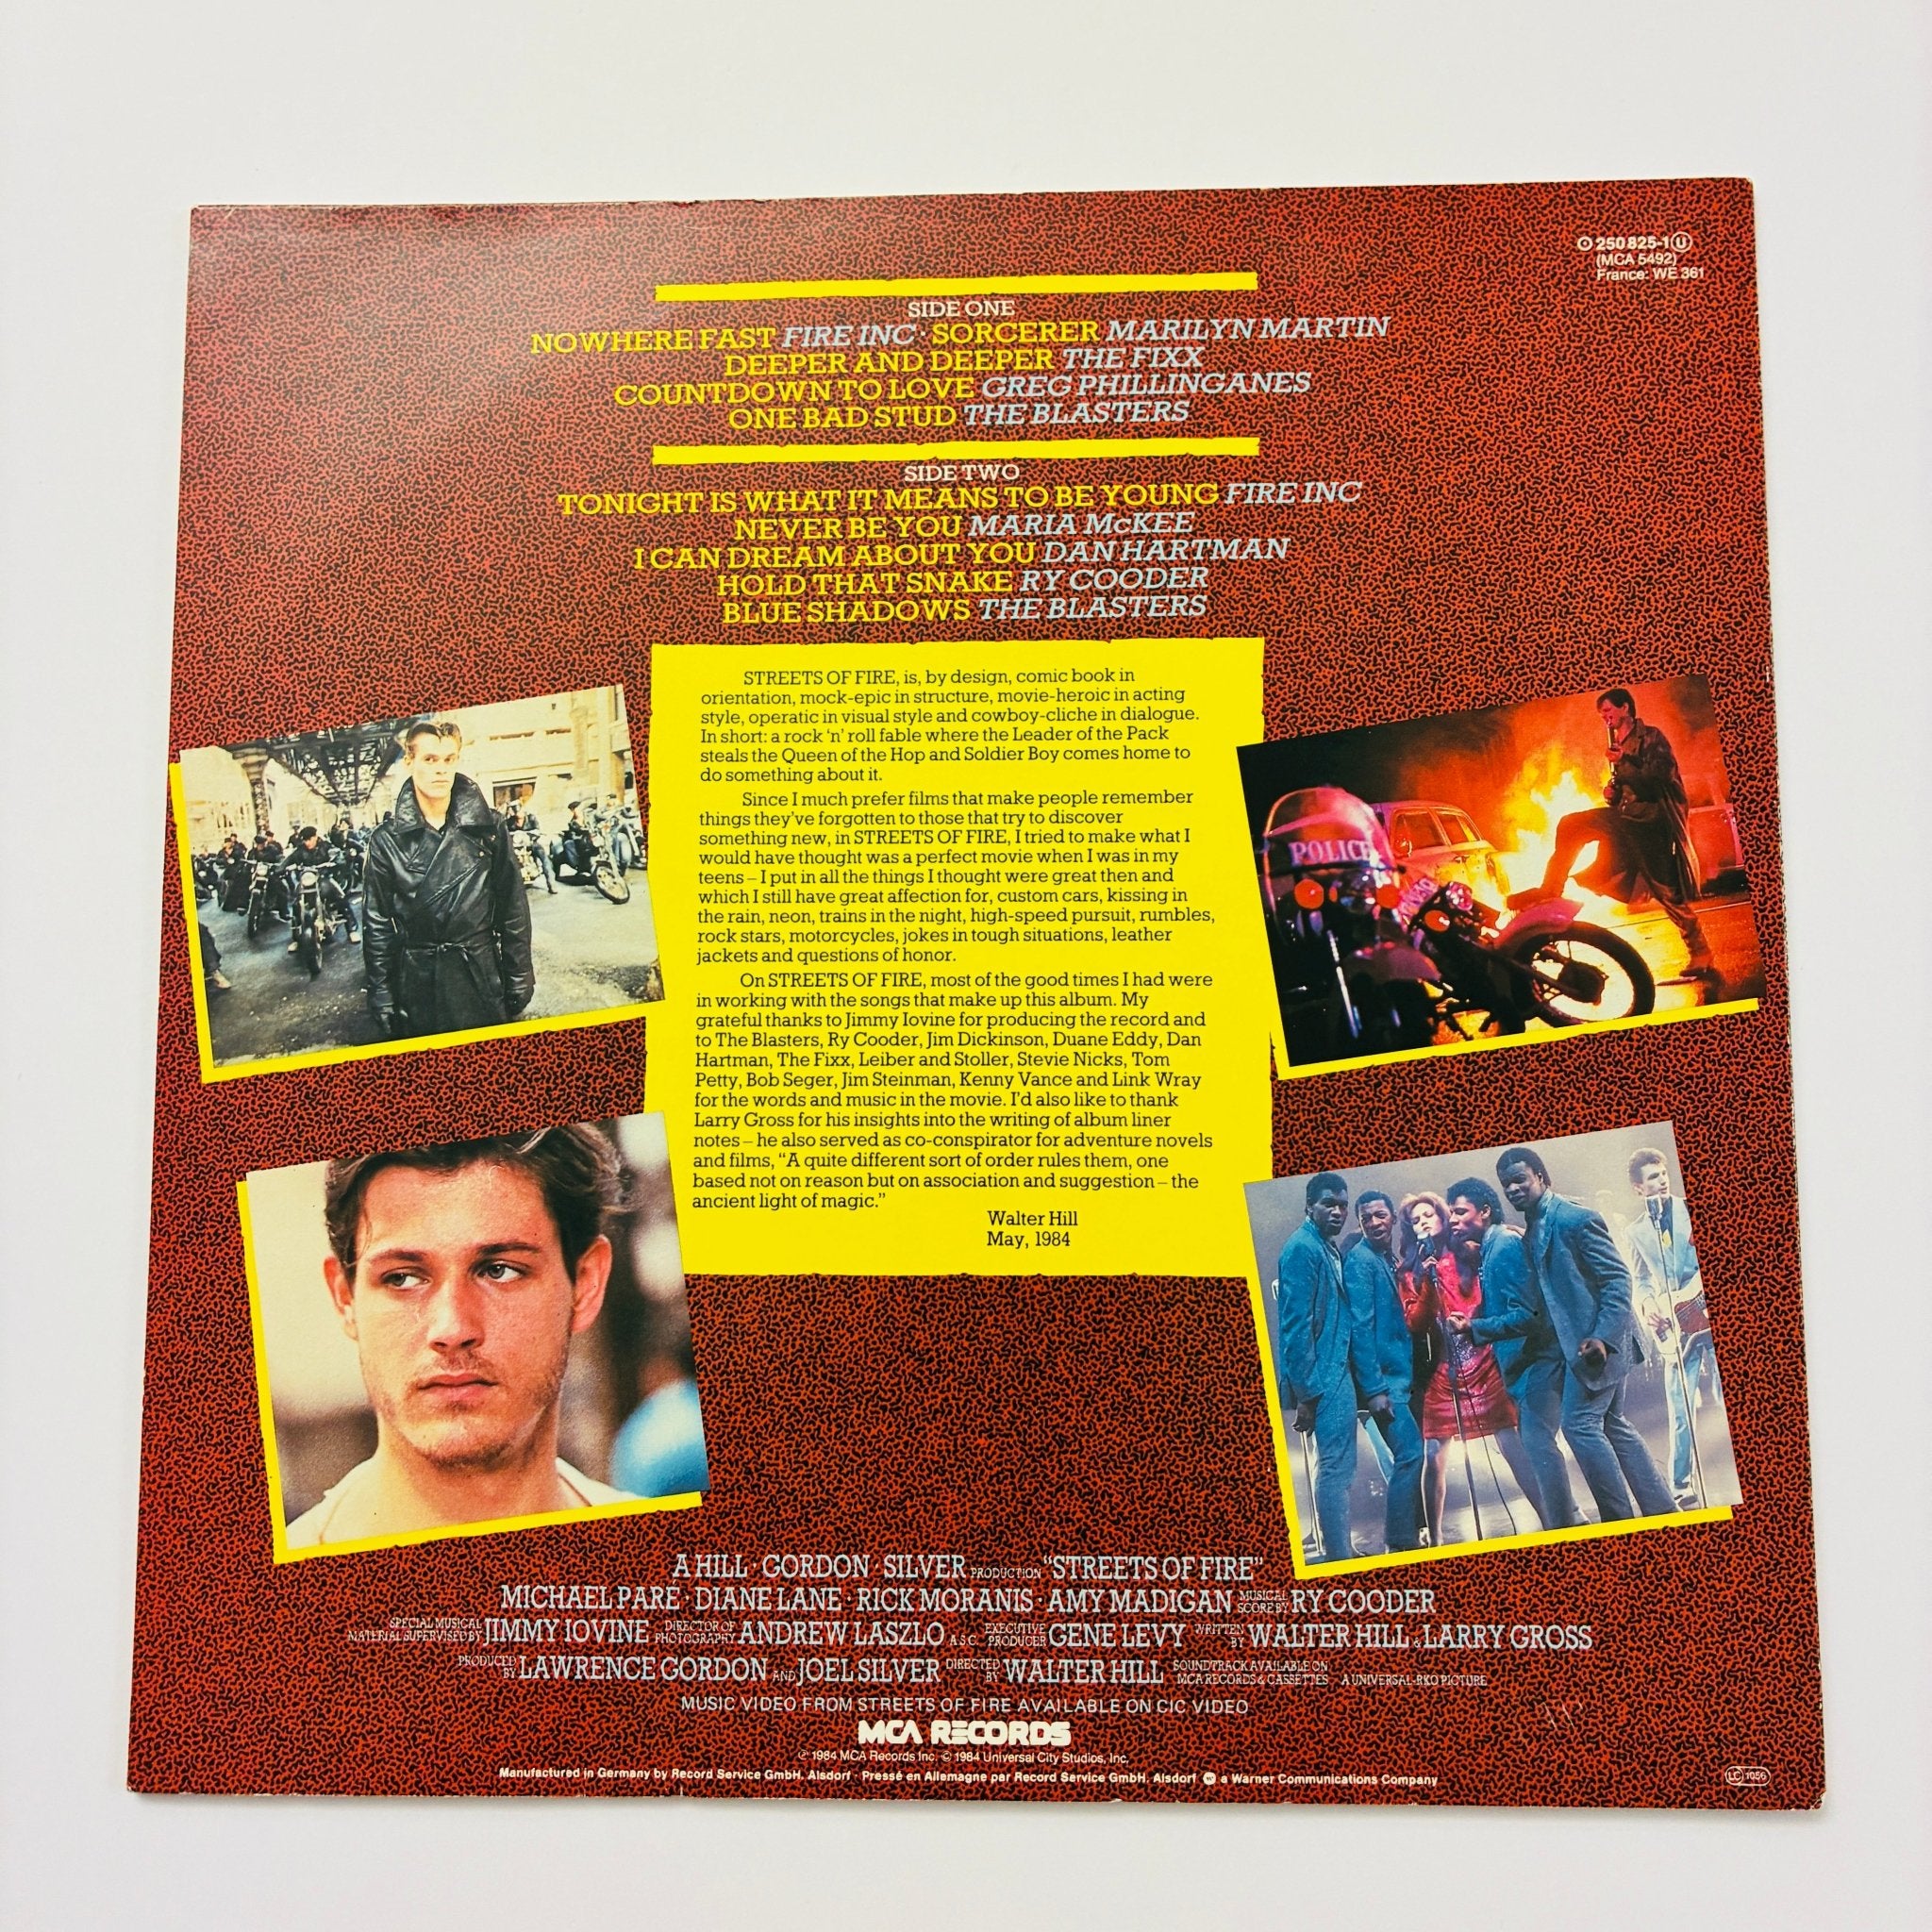 ⊙ 250 825-1 Ⓤ
(MCA 5492)
France: WE 361
SIDE ONE
NOWHERE FAST FIRE INC · SORCERER MARILYN MARTIN
DEEPER AND DEEPER THE FIXX
COUNTDOWN TO LOVE GREG PHILLINGANES
ONE BAD STUD THE BLASTERS
SIDE TWO
TONIGHT IS WHAT IT MEANS TO BE YOUNG FIRE INC
NEVER BE YOU MARIA McKEE
I CAN DREAM ABOUT YOU DAN HARTMAN
HOLD THAT SNAKE RY COODER
BLUE SHADOWS THE BLASTERS
STREETS OF FIRE, is, by design, comic book in
orientation, mock-epic in structure, movie-heroic in acting
style, operatic in visual style and cowboy-cliche in dialogue.
In short: a rock 'n' roll fable where the Leader of the Pack
steals the Queen of the Hop and Soldier Boy comes home to
do something about it.
Since I much prefer films that make people remember
things they've forgotten to those that try to discover
something new, in STREETS OF FIRE, I tried to make what I
would have thought was a perfect movie when I was in my
teens – I put in all the things I thought were great then and
which I still have great affection for, custom cars, kissing in
the rain, neon, trains in the night, high-speed pursuit, rumbles,
rock stars, motorcycles, jokes in tough situations, leather
jackets and questions of honor.
On STREETS OF FIRE, most of the good times I had were
in working with the songs that make up this album. My
grateful thanks to Jimmy Iovine for producing the record and
to The Blasters, Ry Cooder, Jim Dickinson, Duane Eddy, Dan
Hartman, The Fixx, Leiber and Stoller, Stevie Nicks, Tom
Petty, Bob Seger, Jim Steinman, Kenny Vance and Link Wray
for the words and music in the movie. I'd also like to thank
Larry Gross for his insights into the writing of album liner
notes – he also served as co-conspirator for adventure novels
and films, “A quite different sort of order rules them, one
based not on reason but on association and suggestion – the
ancient light of magic.”
Walter Hill
May, 1984
POLICE
A HILL · GORDON · SILVER PRODUCTION “STREETS OF FIRE”
MICHAEL PARÉ · DIANE LANE · RICK MORANIS · AMY MADIGAN MUSICAL SCORE BY RY COODER
SPECIAL MUSICAL MATERIAL SUPERVISED BY JIMMY IOVINE DIRECTOR OF PHOTOGRAPHY ANDREW LASZLO A.S.C. EXECUTIVE PRODUCER GENE LEVY WRITTEN BY WALTER HILL & LARRY GROSS
PRODUCED BY LAWRENCE GORDON AND JOEL SILVER DIRECTED BY WALTER HILL SOUNDTRACK AVAILABLE ON MCA RECORDS & CASSETTES A UNIVERSAL-RKO PICTURE
MUSIC VIDEO FROM STREETS OF FIRE AVAILABLE ON CIC VIDEO
MCA RECORDS
℗ 1984 MCA Records Inc. © 1984 Universal City Studios, Inc.
Manufactured in Germany by Record Service GmbH. Alsdorf · Pressé en Allemagne par Record Service GmbH. Alsdorf a Warner Communications Company
LC 1056